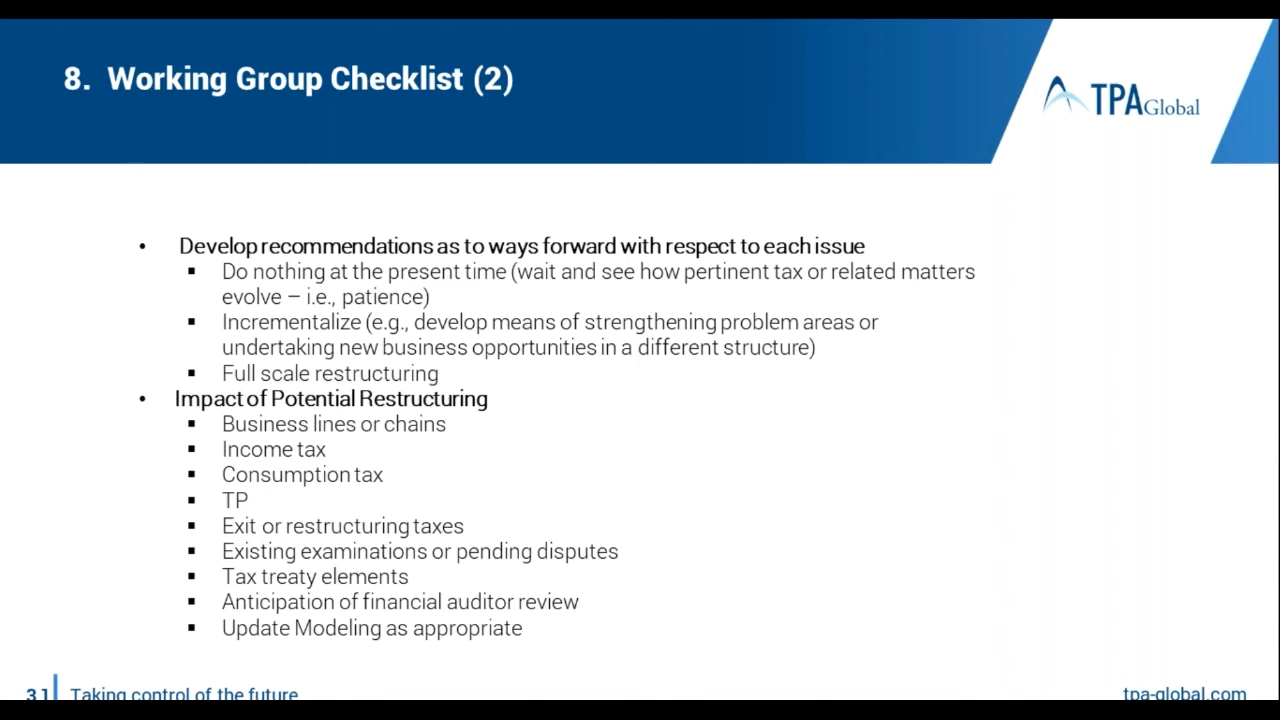 8. Working Group Checklist (2)
TPA Global
• Develop recommendations as to ways forward with respect to each issue
▪ Do nothing at the present time (wait and see how pertinent tax or related matters
evolve – i.e., patience)
▪ Incrementalize (e.g., develop means of strengthening problem areas or
undertaking new business opportunities in a different structure)
▪ Full scale restructuring
• Impact of Potential Restructuring
▪ Business lines or chains
▪ Income tax
▪ Consumption tax
▪ TP
▪ Exit or restructuring taxes
▪ Existing examinations or pending disputes
▪ Tax treaty elements
▪ Anticipation of financial auditor review
▪ Update Modeling as appropriate
31 Taking control of the future
tpa-global.com